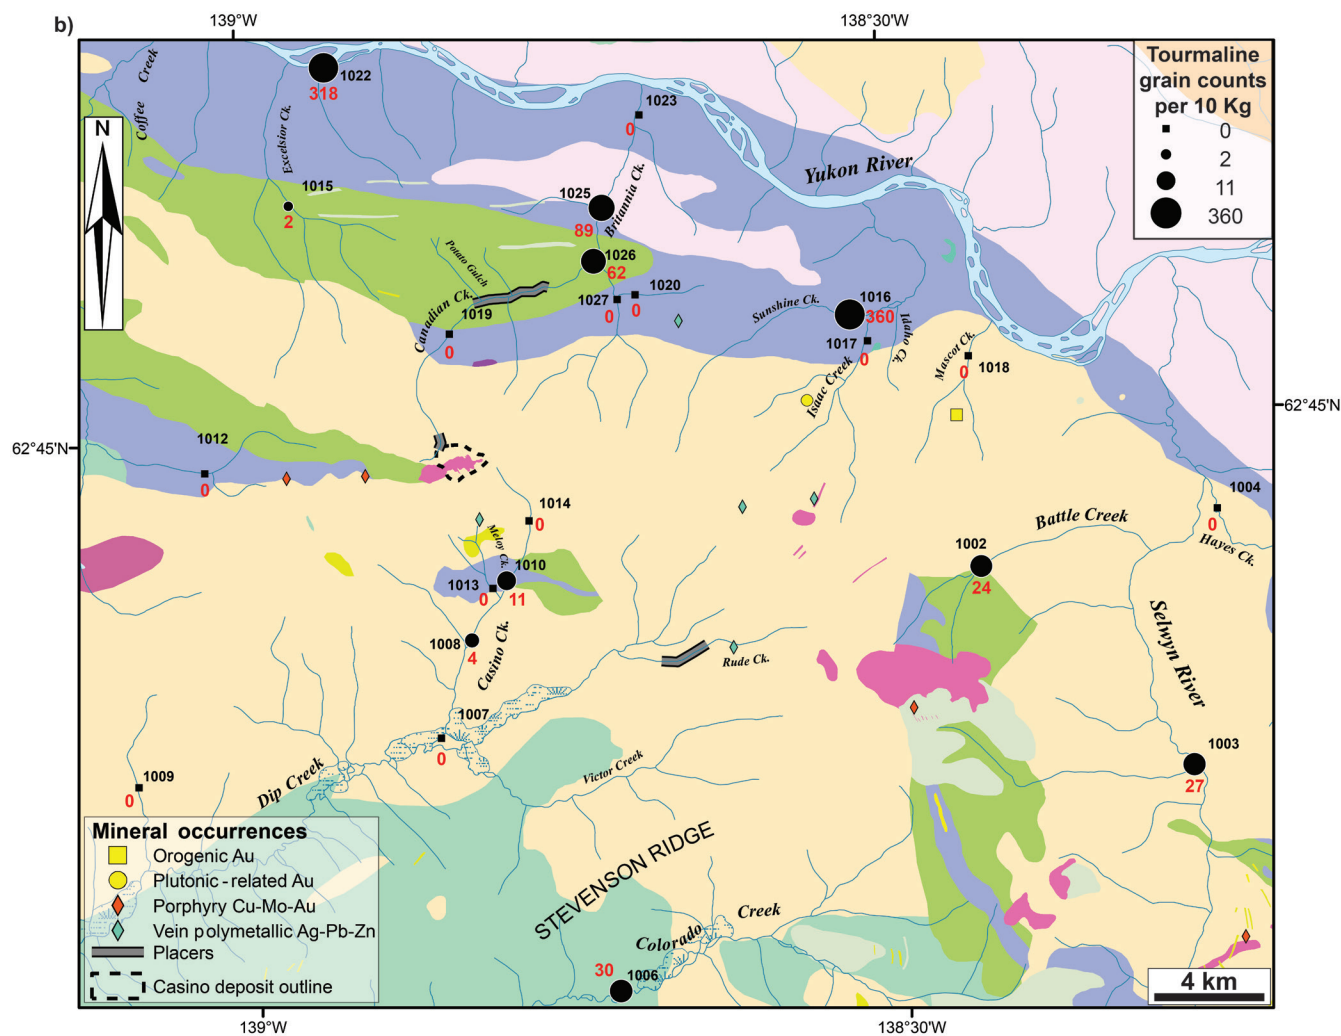 b)
139°W
138°30'W
Tourmaline
grain counts
per 10 Kg
0
2
11
360
N
Coffee Creek
Excelsior Ck.
1022
318
1023
0
Yukon River
1015
2
1025
89
Britannia Ck.
1026
62
Potato Gulch
Canadian Ck.
1019
0
1027
0
1020
0
Sunshine Ck.
1016
360
1017
0
Idaho Ck.
Isaac Creek
Mascot Ck.
1018
0
62°45'N
62°45'N
1012
0
1014
0
Meloy Ck.
1010
11
1013
0
1008
4
Casino Ck.
1004
0
Hayes Ck.
Battle Creek
1002
24
Selwyn River
1003
27
Rude Ck.
1007
0
Victor Creek
Dip Creek
1009
0
STEVENSON RIDGE
Colorado Creek
30
1006
Mineral occurrences
Orogenic Au
Plutonic-related Au
Porphyry Cu-Mo-Au
Vein polymetallic Ag-Pb-Zn
Placers
Casino deposit outline
4 km
139°W
138°30'W